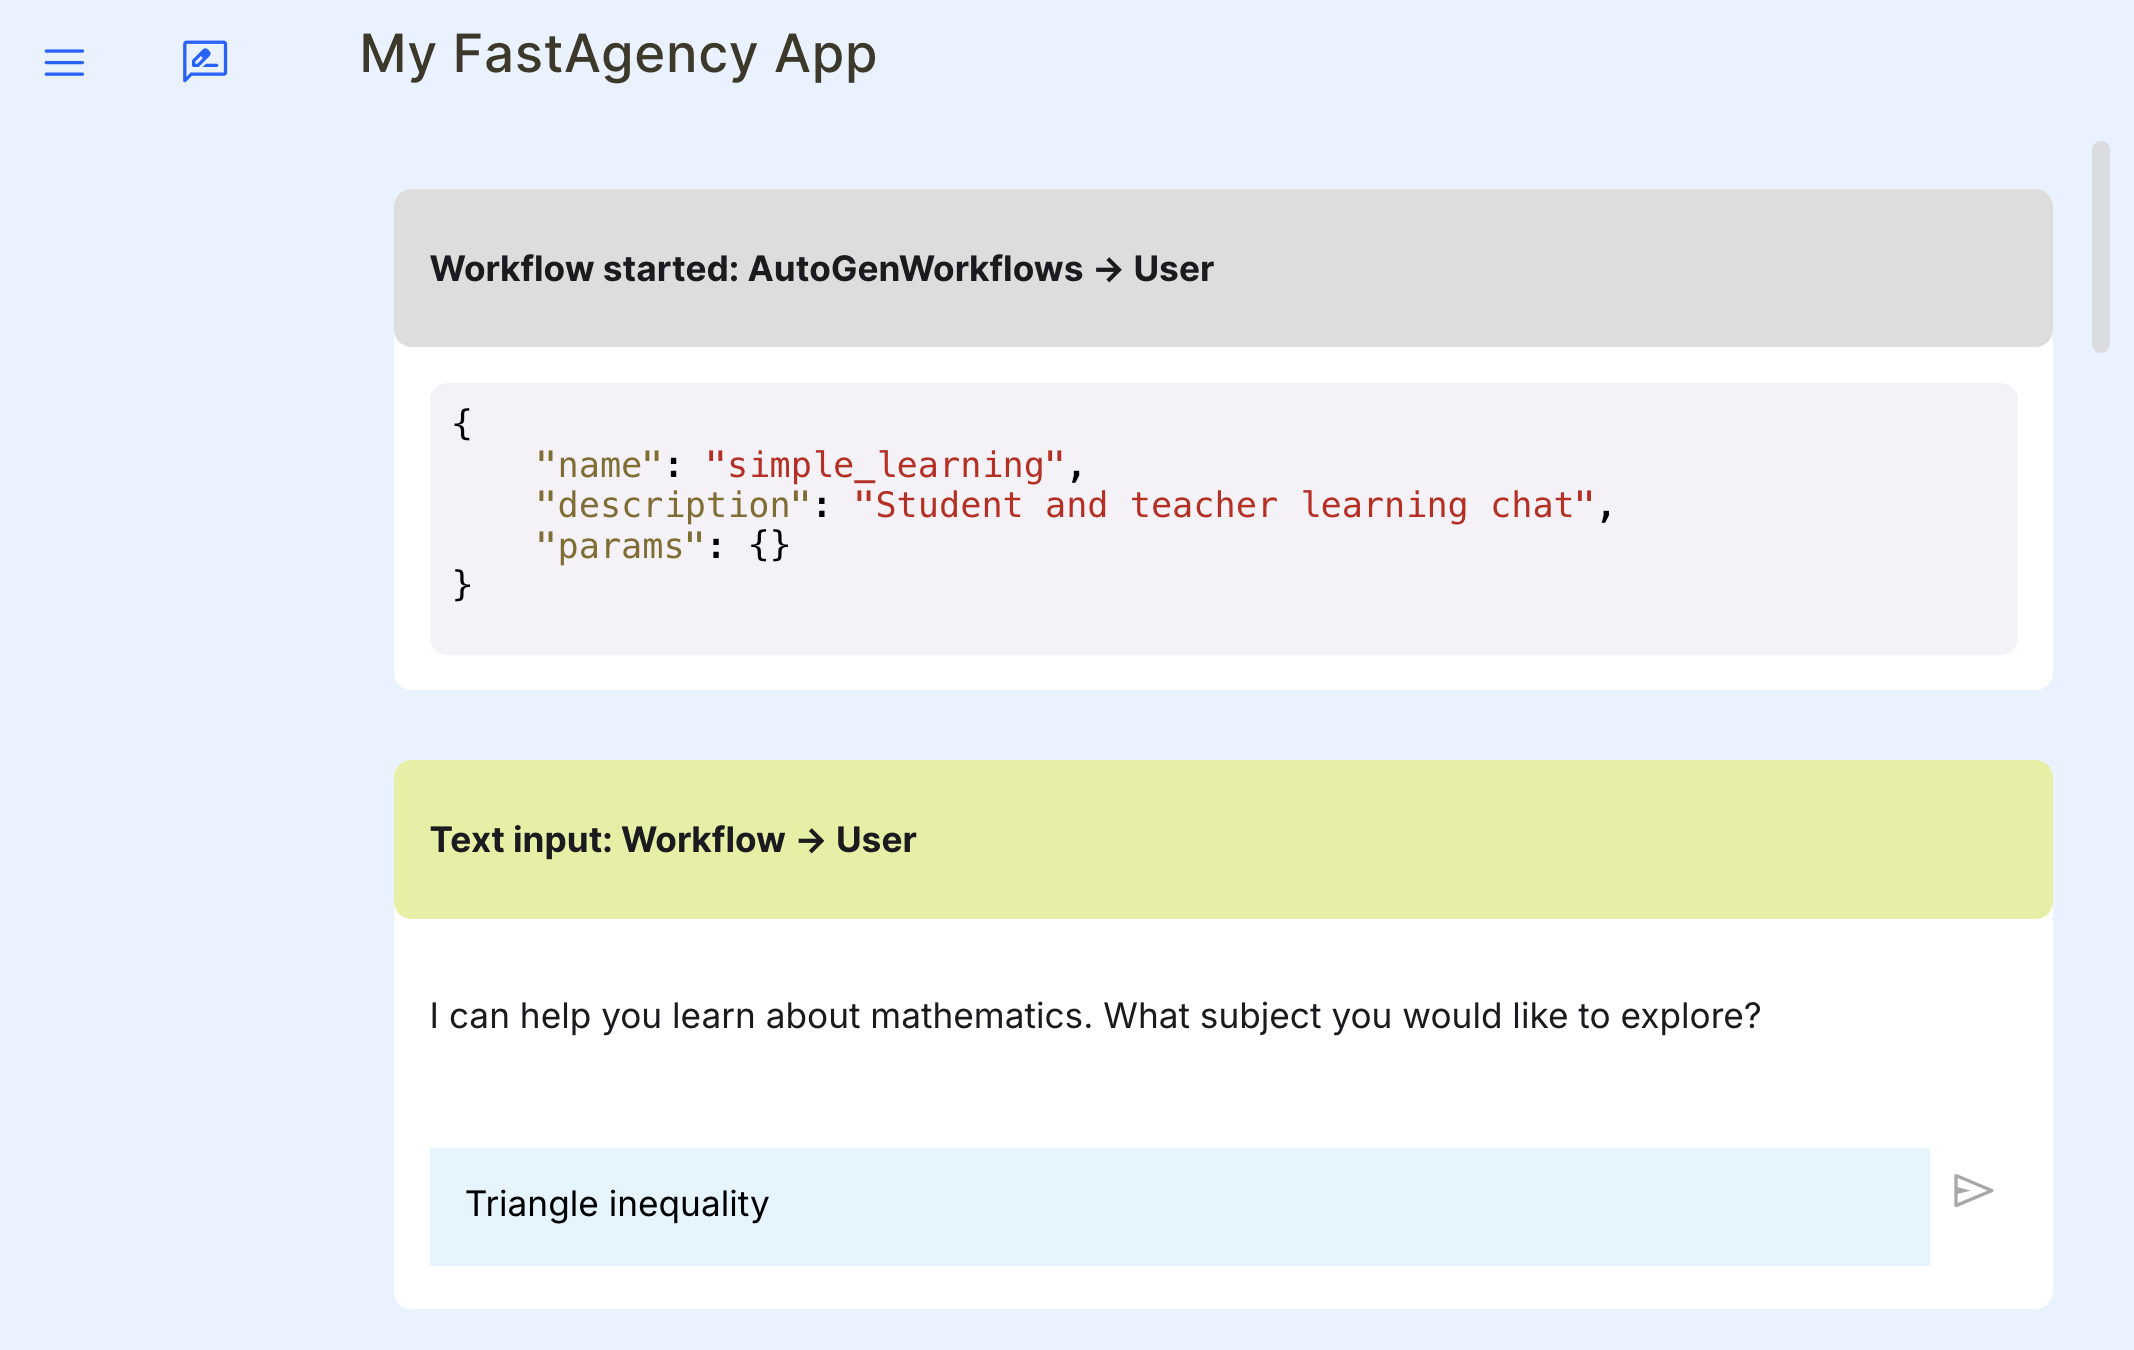 My FastAgency App
Workflow started: AutoGenWorkflows → User
{
    "name": "simple_learning",
    "description": "Student and teacher learning chat",
    "params": {}
}
Text input: Workflow → User
I can help you learn about mathematics. What subject you would like to explore?
Triangle inequality